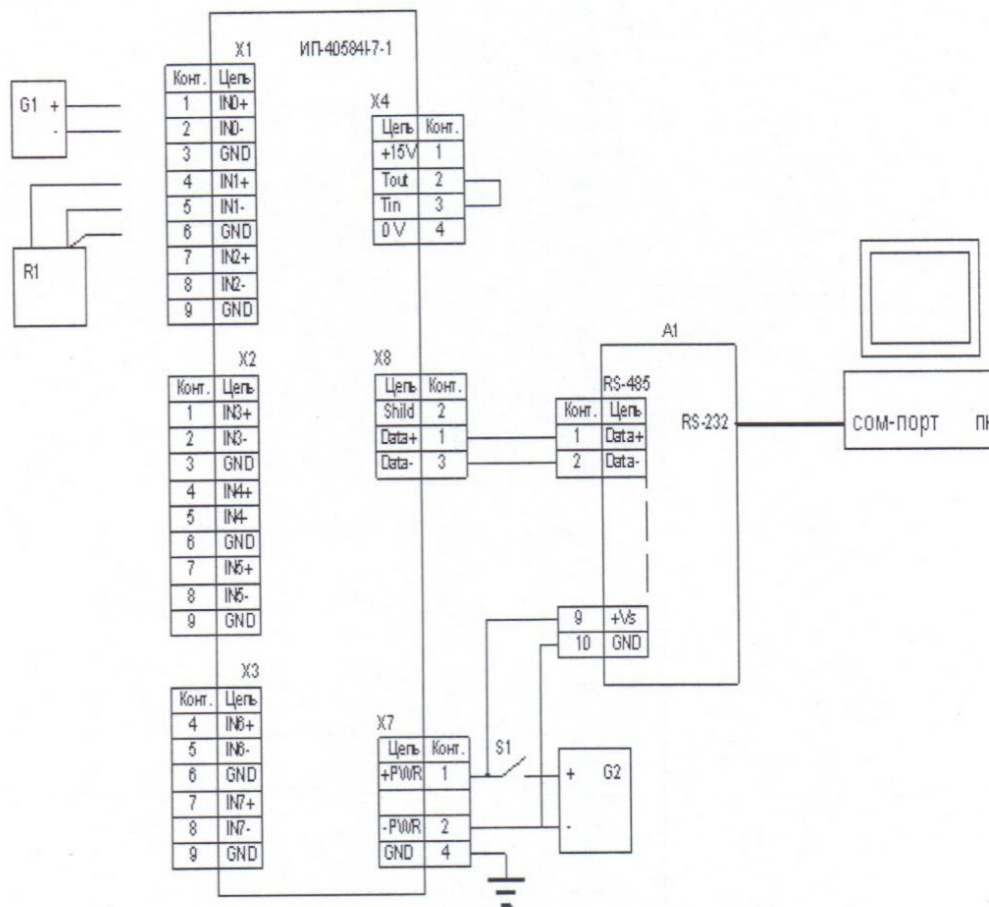 X1
ИП-40584I-7-1
Конт. Цепь
1 IN0+
2 IN0-
3 GND
4 IN1+
5 IN1-
6 GND
7 IN2+
8 IN2-
9 GND
G1 +
-
R1
X4
Цепь Конт.
+15V 1
Tout 2
Tin 3
0 V 4
X2
Конт. Цепь
1 IN3+
2 IN3-
3 GND
4 IN4+
5 IN4-
6 GND
7 IN5+
8 IN5-
9 GND
X8
Цепь Конт.
Shild 2
Data+ 1
Data- 3
A1
RS-485
Конт. Цепь
1 Data+
2 Data-
RS-232
9 +Vs
10 GND
COM-ПОРТ ПК
X3
Конт. Цепь
4 IN6+
5 IN6-
6 GND
7 IN7+
8 IN7-
9 GND
X7
Цепь Конт.
+PWR 1
-PWR 2
GND 4
S1
+ G2
-